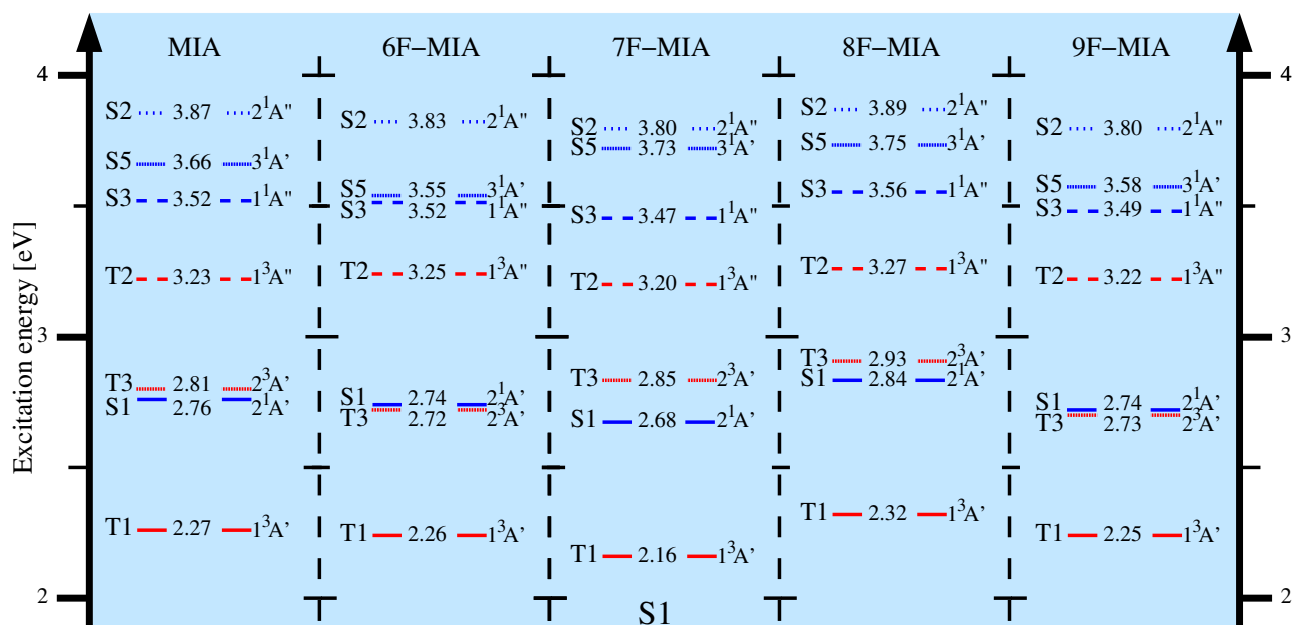 MIA 6F–MIA 7F–MIA 8F–MIA 9F–MIA
4 4
S2 3.87 2¹A"
S5 3.66 3¹A'
S3 3.52 1¹A"
T2 3.23 1³A"
T3 2.81 2³A'
S1 2.76 2¹A'
T1 2.27 1³A'
S2 3.83 2¹A"
S5 3.55 3¹A'
S3 3.52 1¹A"
T2 3.25 1³A"
S1 2.74 2¹A'
T3 2.72 2³A'
T1 2.26 1³A'
S2 3.80 2¹A"
S5 3.73 3¹A'
S3 3.47 1¹A"
T2 3.20 1³A"
T3 2.85 2³A'
S1 2.68 2¹A'
T1 2.16 1³A'
S2 3.89 2¹A"
S5 3.75 3¹A'
S3 3.56 1¹A"
T2 3.27 1³A"
T3 2.93 2³A'
S1 2.84 2¹A'
T1 2.32 1³A'
S2 3.80 2¹A"
S5 3.58 3¹A'
S3 3.49 1¹A"
T2 3.22 1³A"
S1 2.74 2¹A'
T3 2.73 2³A'
T1 2.25 1³A'
3 3
2 2
Excitation energy [eV]
S1